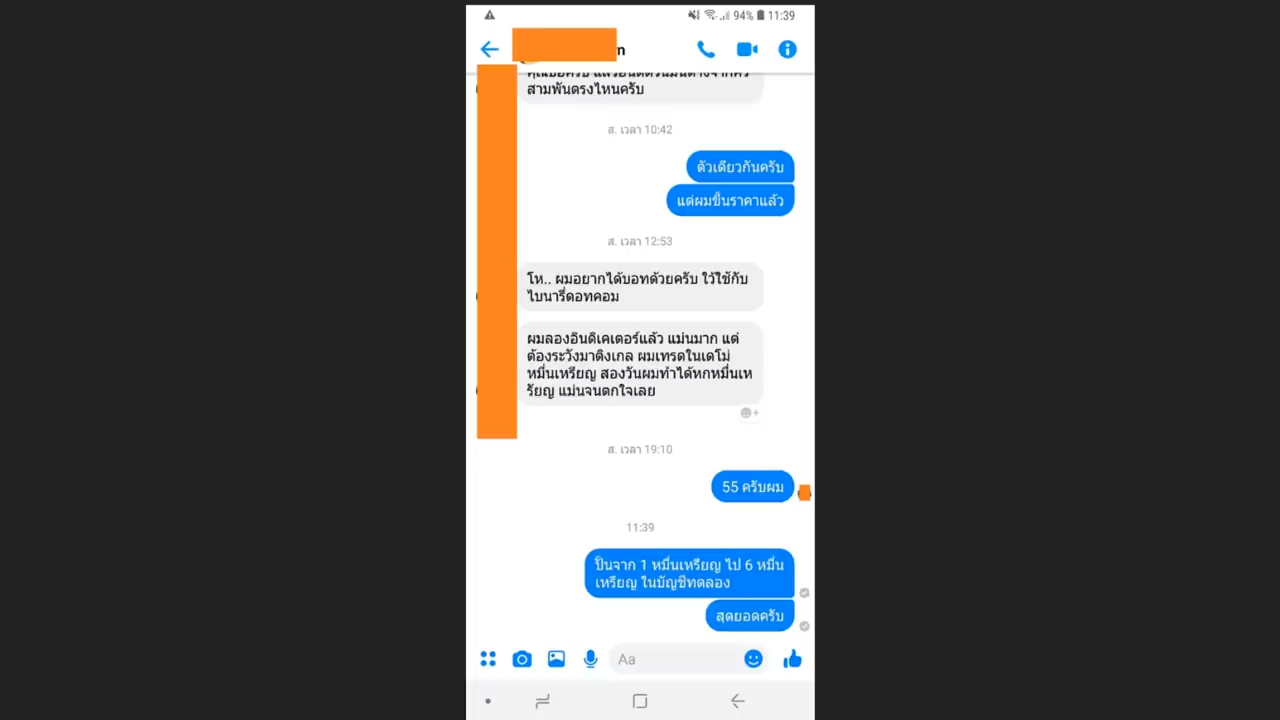 94% 11:39
n
สามพันตรงไหนครับ
ส. เวลา 10:42
ตัวเดียวกันครับ
แต่ผมขึ้นราคาแล้ว
ส. เวลา 12:53
โห.. ผมอยากได้บอทด้วยครับ ใว้ใช้กับ
ไบนารี่ดอทคอม
ผมลองอินดิเคเตอร์แล้ว แม่นมาก แต่
ต้องระวังมาติงเกล ผมเทรดในเดโม่
หมื่นเหรียญ สองวันผมทำได้หกหมื่นเห
รัยญ แม่นจนตกใจเลย
ส. เวลา 19:10
55 ครับผม
11:39
ปั้นจาก 1 หมื่นเหรียญ ไป 6 หมื่น
เหรียญ ในบัญชีทดลอง
สุดยอดครับ
Aa